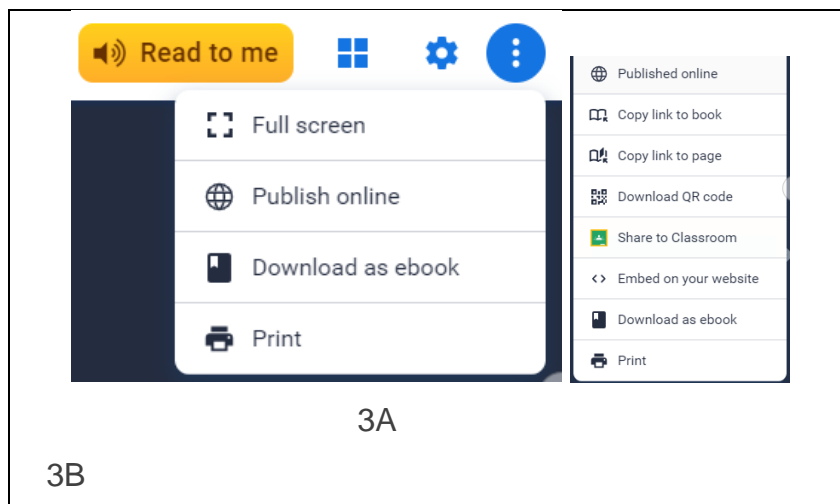 Read to me
Full screen
Publish online
Download as ebook
Print
Published online
Copy link to book
Copy link to page
Download QR code
Share to Classroom
Embed on your website
Download as ebook
Print
3A
3B